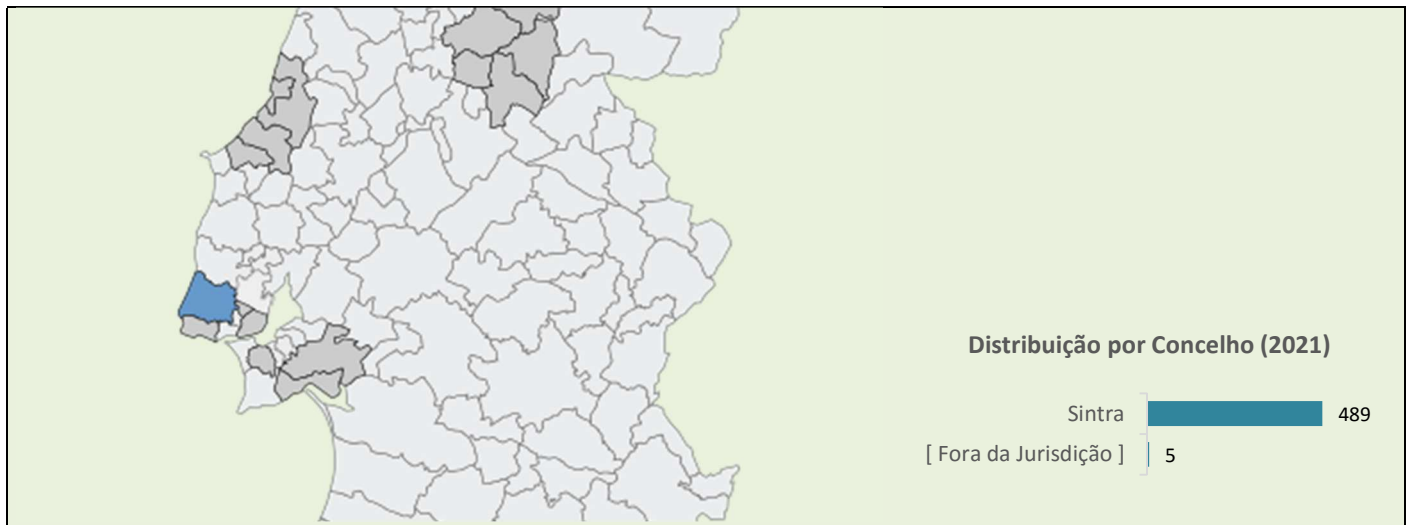 Distribuição por Concelho (2021)
Sintra 489
[ Fora da Jurisdição ] 5